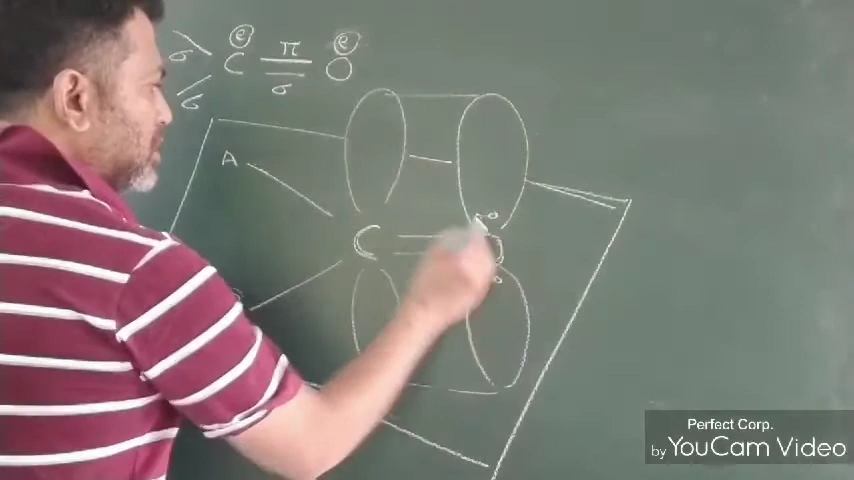 e e
σ C π O
σ σ
A
C
Perfect Corp.
by YouCam Video